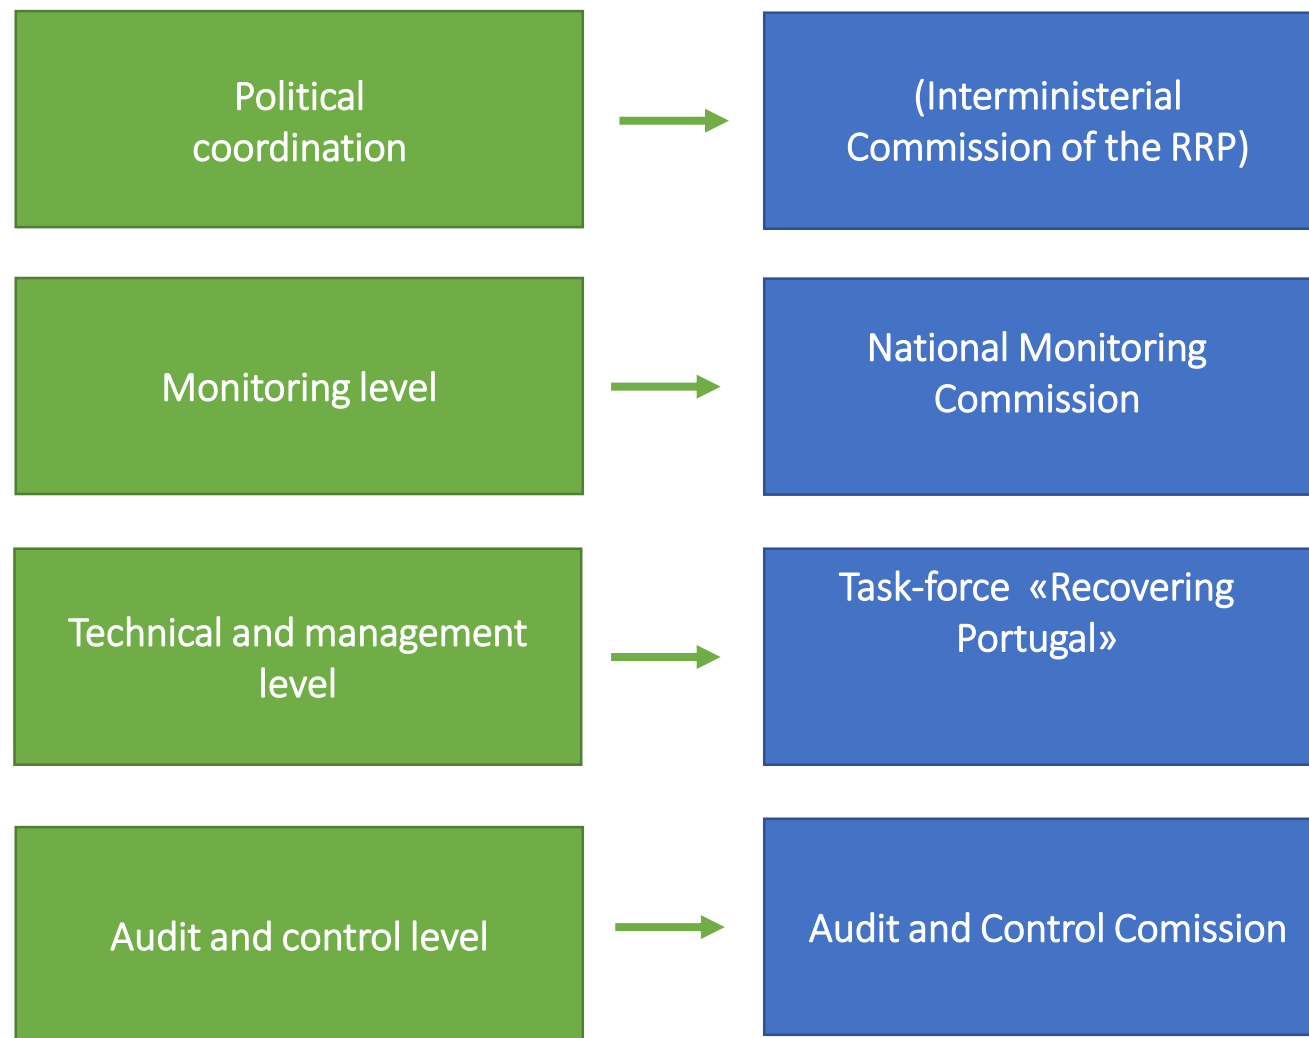 Political
coordination
(Interministerial
Commission of the RRP)
Monitoring level
National Monitoring
Commission
Technical and management
level
Task-force «Recovering
Portugal»
Audit and control level
Audit and Control Comission